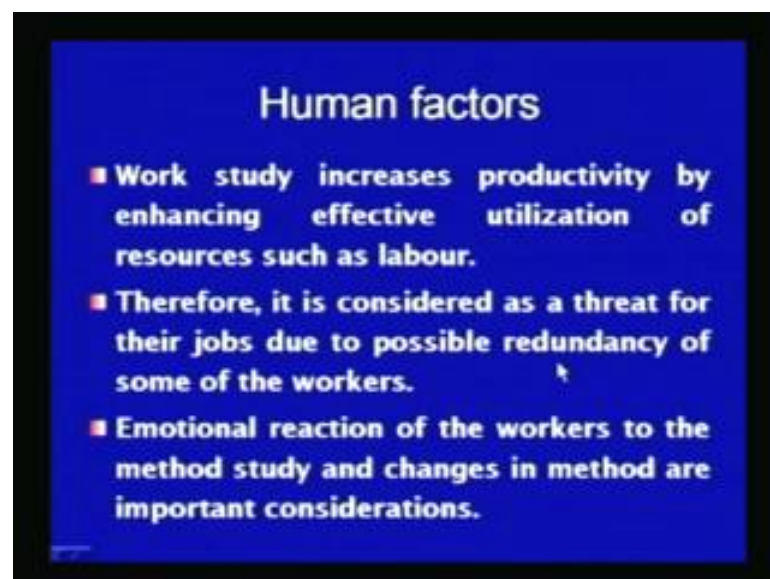 Human factors
Work study increases productivity by
enhancing effective utilization of
resources such as labour.
Therefore, it is considered as a threat for
their jobs due to possible redundancy of
some of the workers.
Emotional reaction of the workers to the
method study and changes in method are
important considerations.